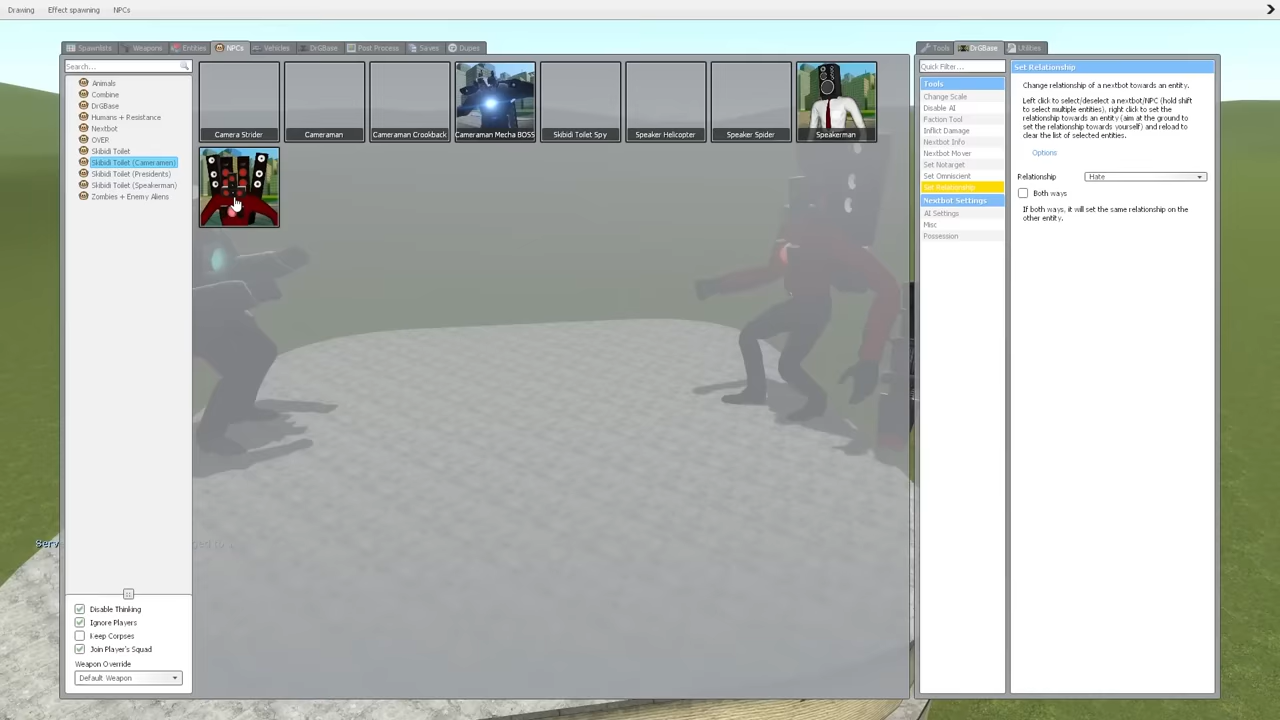 Drawing Effect spawning NPCs
Spawnlists Weapons Entities NPCs Vehicles DrGBase Post Process Saves Dupes
Search...
Animals
Combine
DrGBase
Humans + Resistance
Nextbot
OVER
Skibidi Toilet
Skibidi Toilet (Cameramen)
Skibidi Toilet (Presidents)
Skibidi Toilet (Speakerman)
Zombies + Enemy Aliens
Camera Strider
Cameraman
Cameraman Crookback
Cameraman Mecha BOSS
Skibidi Toilet Spy
Speaker Helicopter
Speaker Spider
Speakerman
Disable Thinking
Ignore Players
Keep Corpses
Join Player's Squad
Weapon Override
Default Weapon
Tools DrGBase Utilities
Quick Filter...
Tools
Change Scale
Disable AI
Faction Tool
Inflict Damage
Nextbot Info
Nextbot Mover
Set Notarget
Set Omniscient
Set Relationship
Nextbot Settings
AI Settings
Misc
Possession
Set Relationship
Change relationship of a nextbot towards an entity.
Left click to select/deselect a nextbot/NPC (hold shift
to select multiple entities), right click to set the
relationship towards an entity (aim at the ground to
set the relationship towards yourself) and reload to
clear the list of selected entities.
Options
Relationship Hate
Both ways
If both ways, it will set the same relationship on the
other entity.